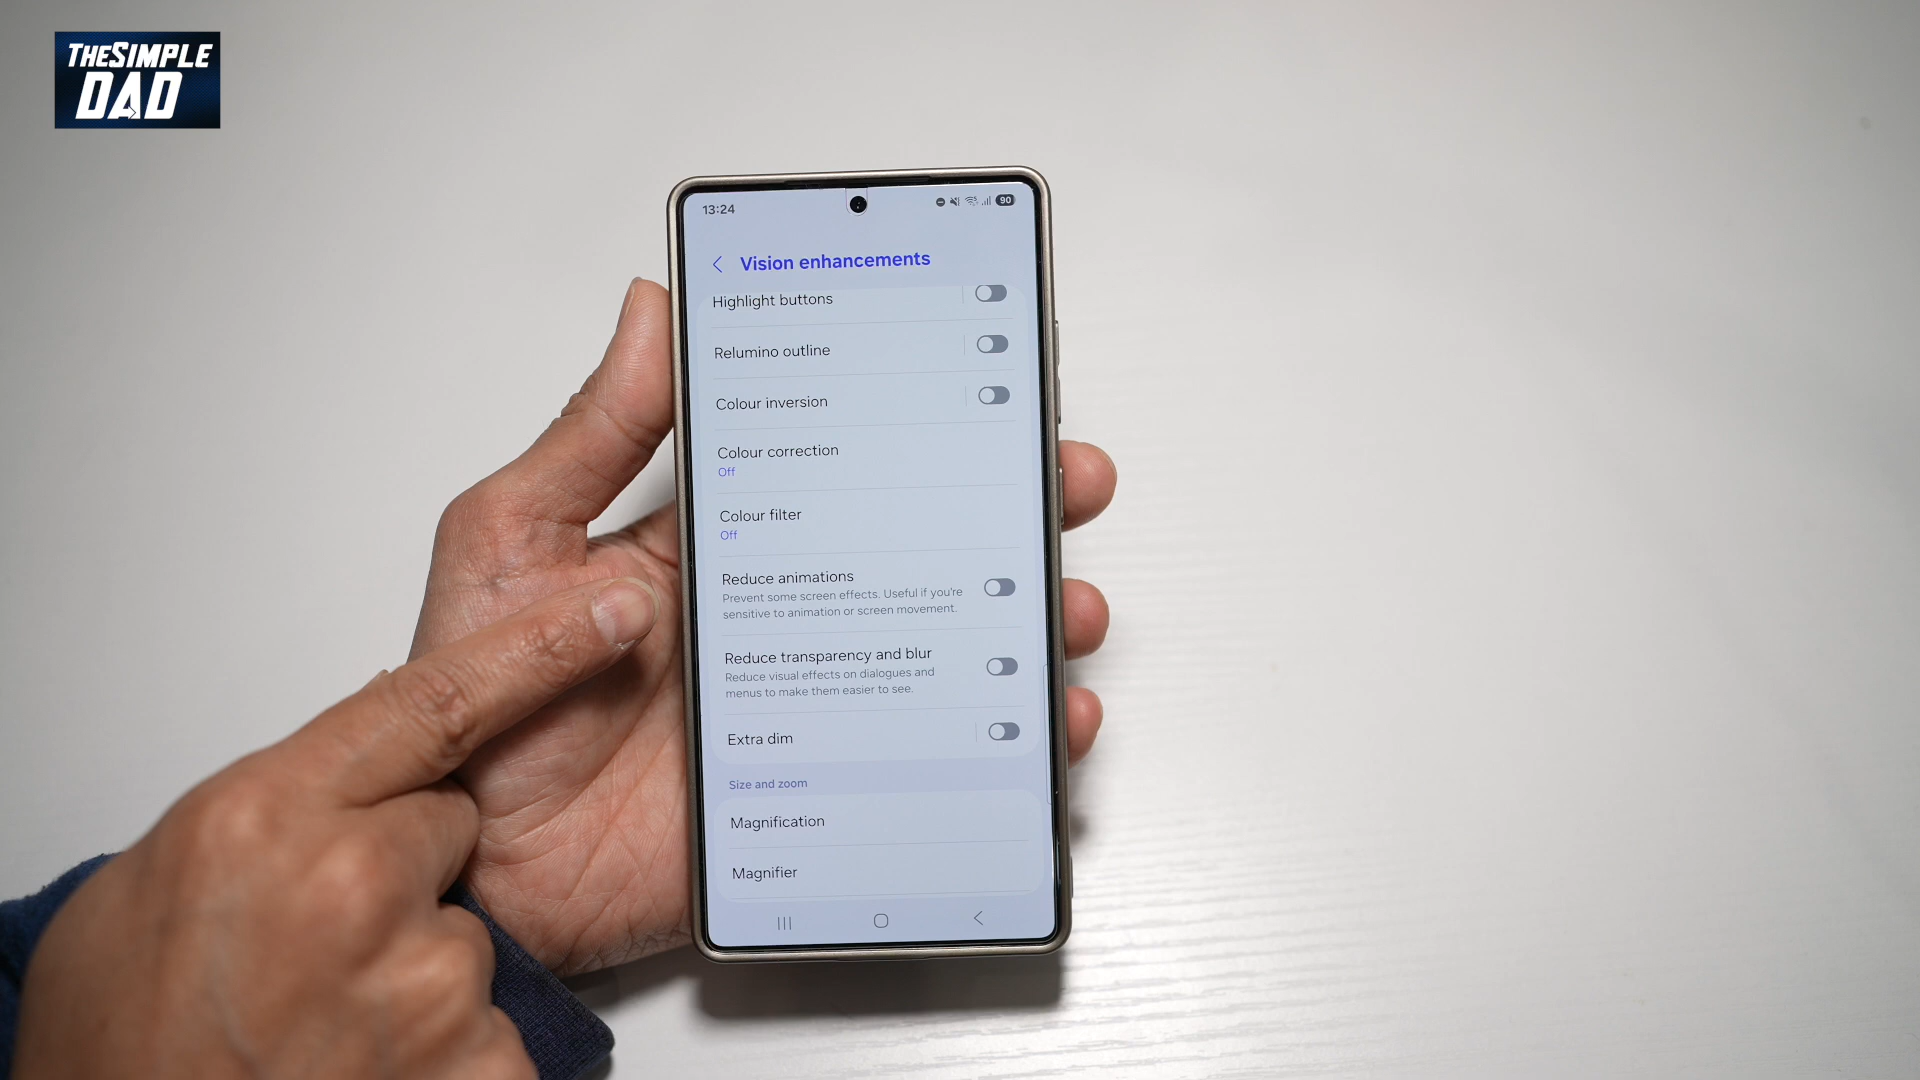 THESIMPLE
DAD
13:24
90
Vision enhancements
Highlight buttons
Relumino outline
Colour inversion
Colour correction
Off
Colour filter
Off
Reduce animations
Prevent some screen effects. Useful if you're
sensitive to animation or screen movement.
Reduce transparency and blur
Reduce visual effects on dialogues and
menus to make them easier to see.
Extra dim
Size and zoom
Magnification
Magnifier